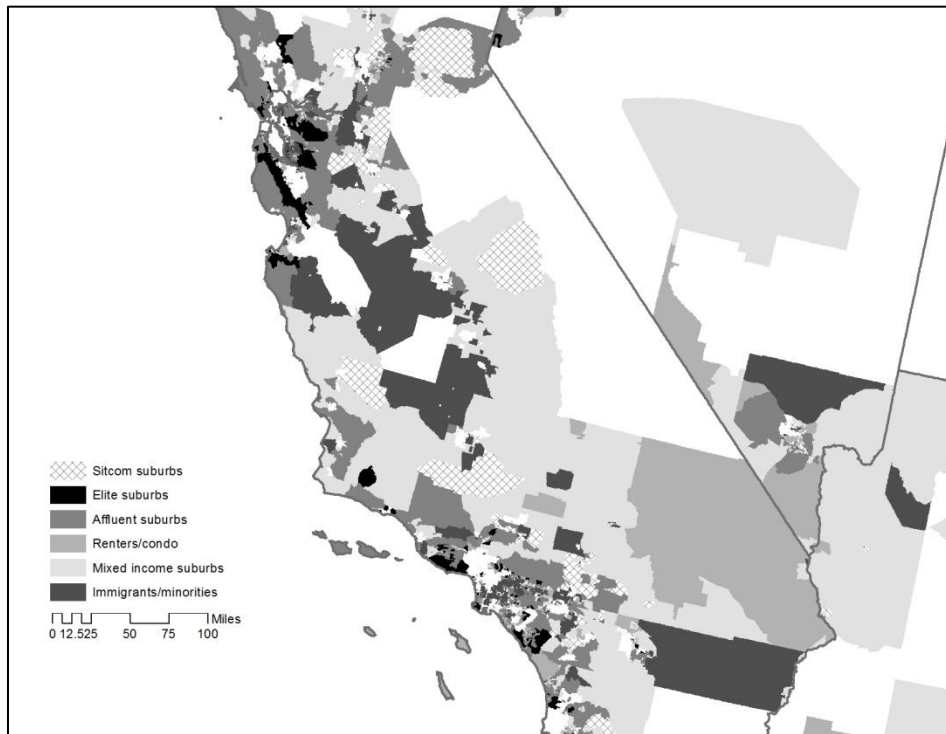 Sitcom suburbs
Elite suburbs
Affluent suburbs
Renters/condo
Mixed income suburbs
Immigrants/minorities
Miles
0 12.525 50 75 100